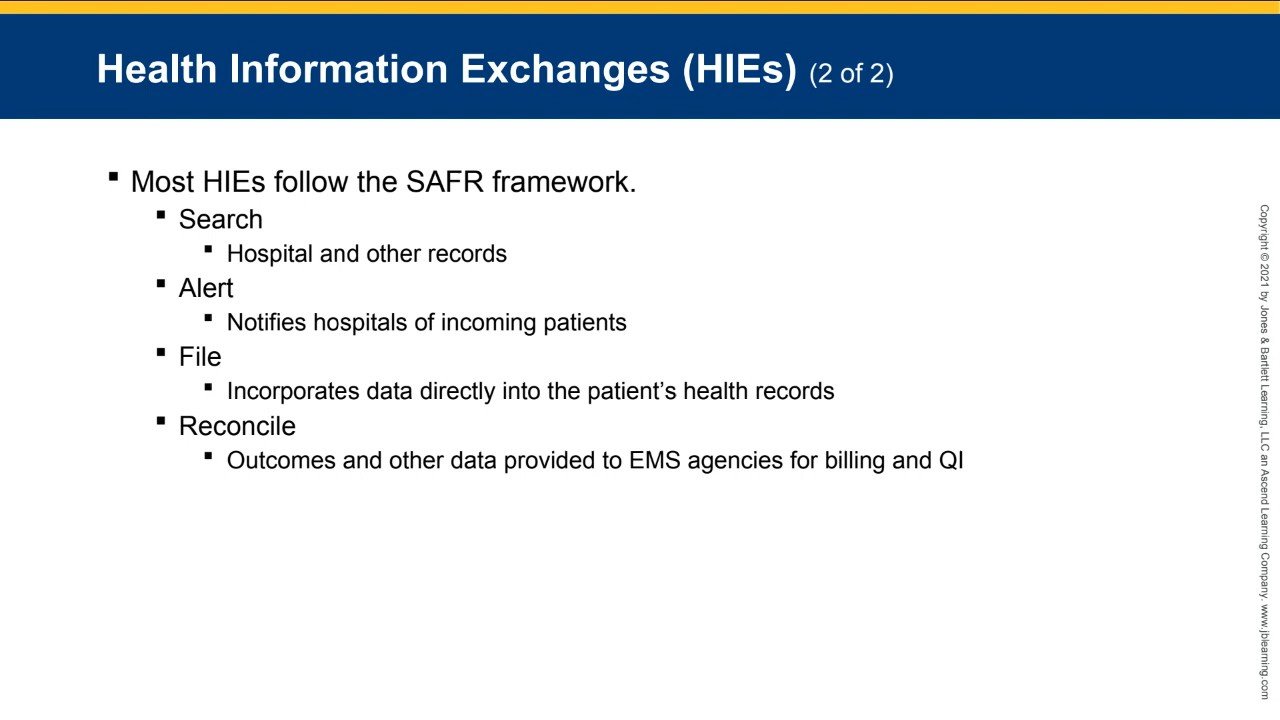 Health Information Exchanges (HIEs) (2 of 2)
▪ Most HIEs follow the SAFR framework.
▪ Search
▪ Hospital and other records
▪ Alert
▪ Notifies hospitals of incoming patients
▪ File
▪ Incorporates data directly into the patient’s health records
▪ Reconcile
▪ Outcomes and other data provided to EMS agencies for billing and QI
Copyright © 2021 by Jones & Bartlett Learning, LLC an Ascend Learning Company. www.jblearning.com